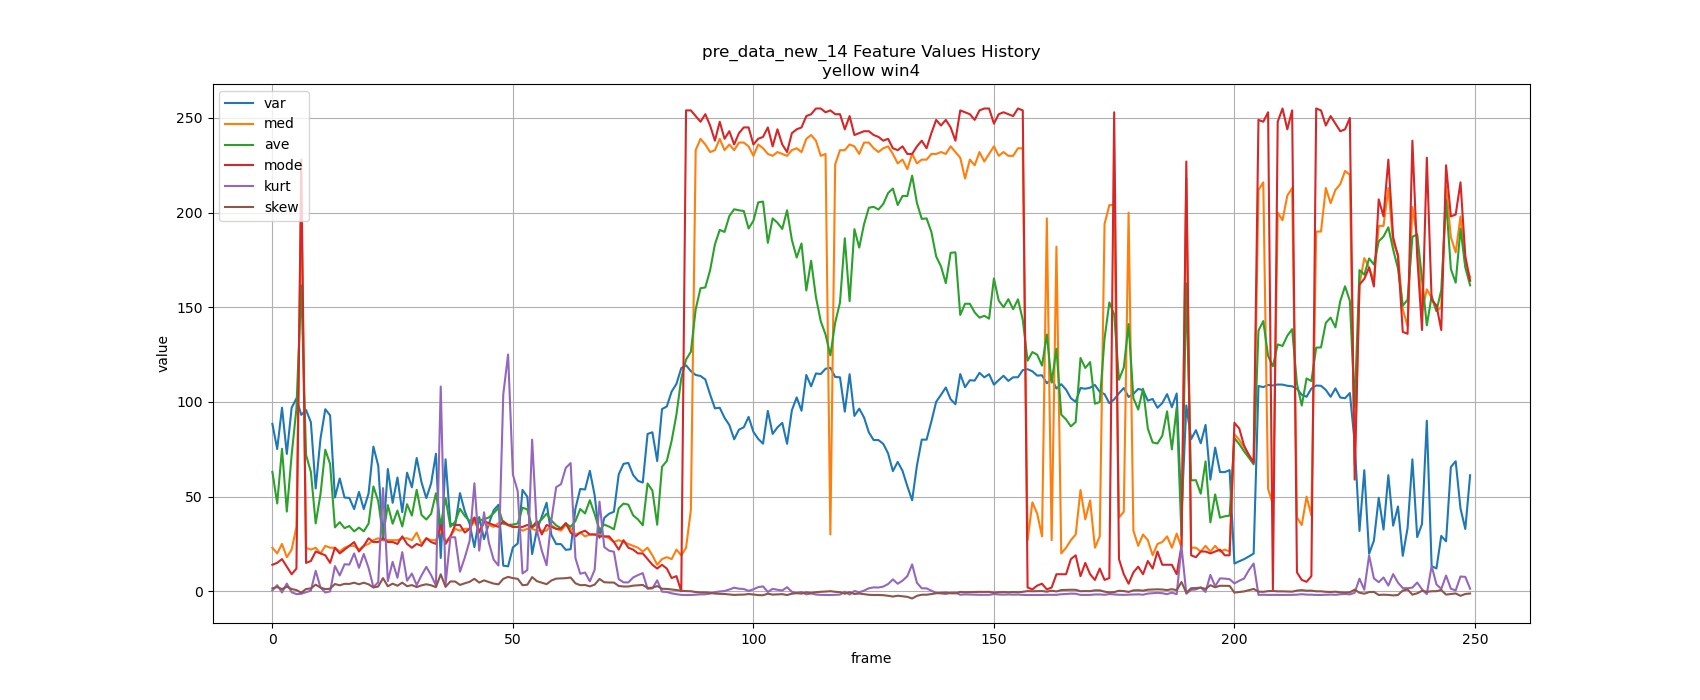 pre_data_new_14 Feature Values History
yellow win4
var
med
ave
mode
kurt
skew
value
250
200
150
100
50
0
0 50 100 150 200 250
frame